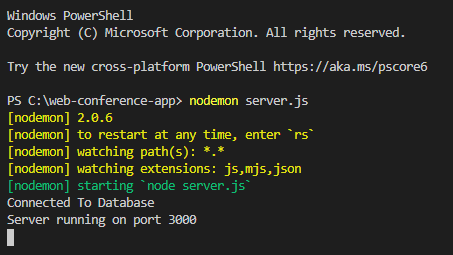 Windows PowerShell
Copyright (C) Microsoft Corporation. All rights reserved.
Try the new cross-platform PowerShell https://aka.ms/pscore6
PS C:\web-conference-app> nodemon server.js
[nodemon] 2.0.6
[nodemon] to restart at any time, enter `rs`
[nodemon] watching path(s): *.*
[nodemon] watching extensions: js,mjs,json
[nodemon] starting `node server.js`
Connected To Database
Server running on port 3000